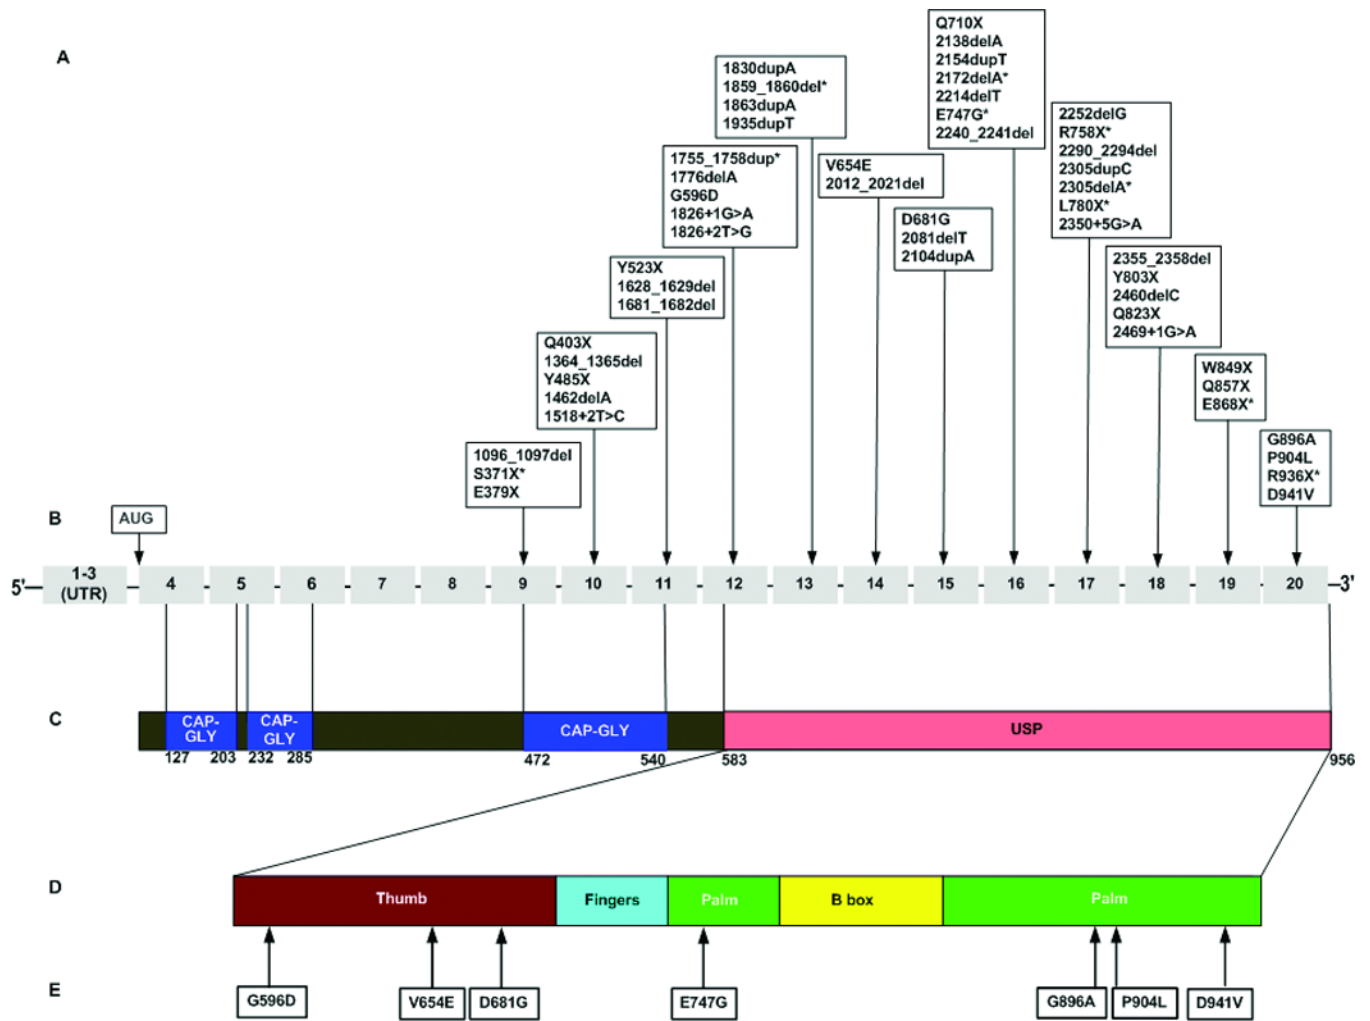 A
Q710X
2138delA
2154dupT
2172delA*
2214delT
E747G*
2240_2241del
1830dupA
1859_1860del*
1863dupA
1935dupT
2252delG
R758X*
2290_2294del
2305dupC
2305delA*
L780X*
2350+5G>A
1755_1758dup*
1776delA
G596D
1826+1G>A
1826+2T>G
V654E
2012_2021del
D681G
2081delT
2104dupA
2355_2358del
Y803X
2460delC
Q823X
2469+1G>A
Y523X
1628_1629del
1681_1682del
Q403X
1364_1365del
Y485X
1462delA
1518+2T>C
W849X
Q857X
E868X*
1096_1097del
S371X*
E379X
G896A
P904L
R936X*
D941V
B
AUG
5'
1-3
(UTR)
4
5
6
7
8
9
10
11
12
13
14
15
16
17
18
19
20
3'
C
CAP-
GLY
CAP-
GLY
CAP-GLY
USP
127
203
232
285
472
540
583
956
D
Thumb
Fingers
Palm
B box
Palm
E
G596D
V654E
D681G
E747G
G896A
P904L
D941V